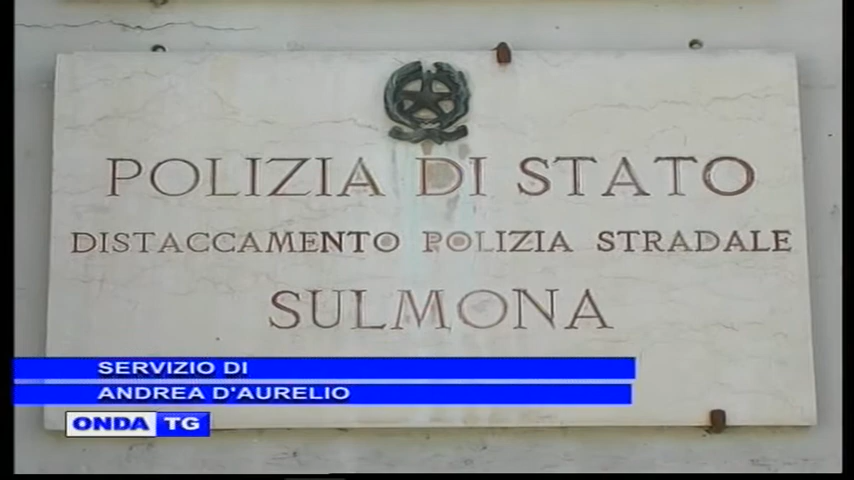 POLIZIA DI STATO
DISTACCAMENTO POLIZIA STRADALE
SULMONA
SERVIZIO DI
ANDREA D'AURELIO
ONDA TG